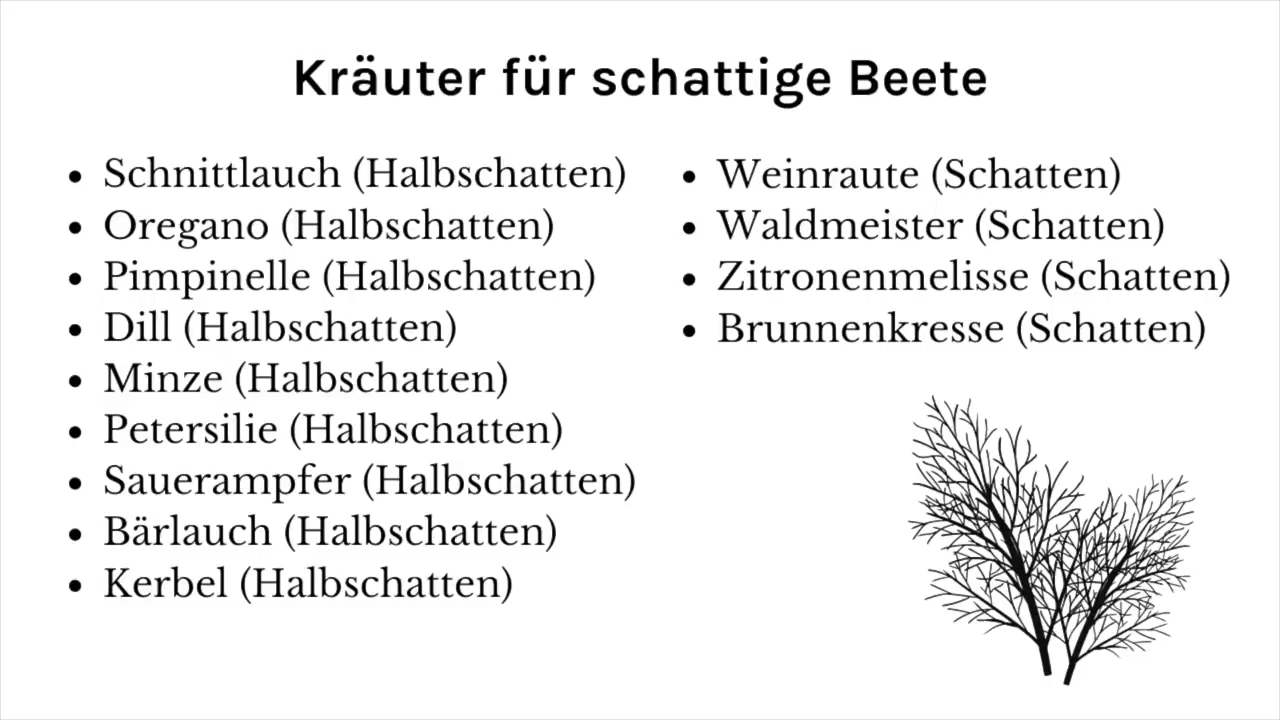 Kräuter für schattige Beete
• Schnittlauch (Halbschatten)
• Oregano (Halbschatten)
• Pimpinelle (Halbschatten)
• Dill (Halbschatten)
• Minze (Halbschatten)
• Petersilie (Halbschatten)
• Sauerampfer (Halbschatten)
• Bärlauch (Halbschatten)
• Kerbel (Halbschatten)
• Weinraute (Schatten)
• Waldmeister (Schatten)
• Zitronenmelisse (Schatten)
• Brunnenkresse (Schatten)